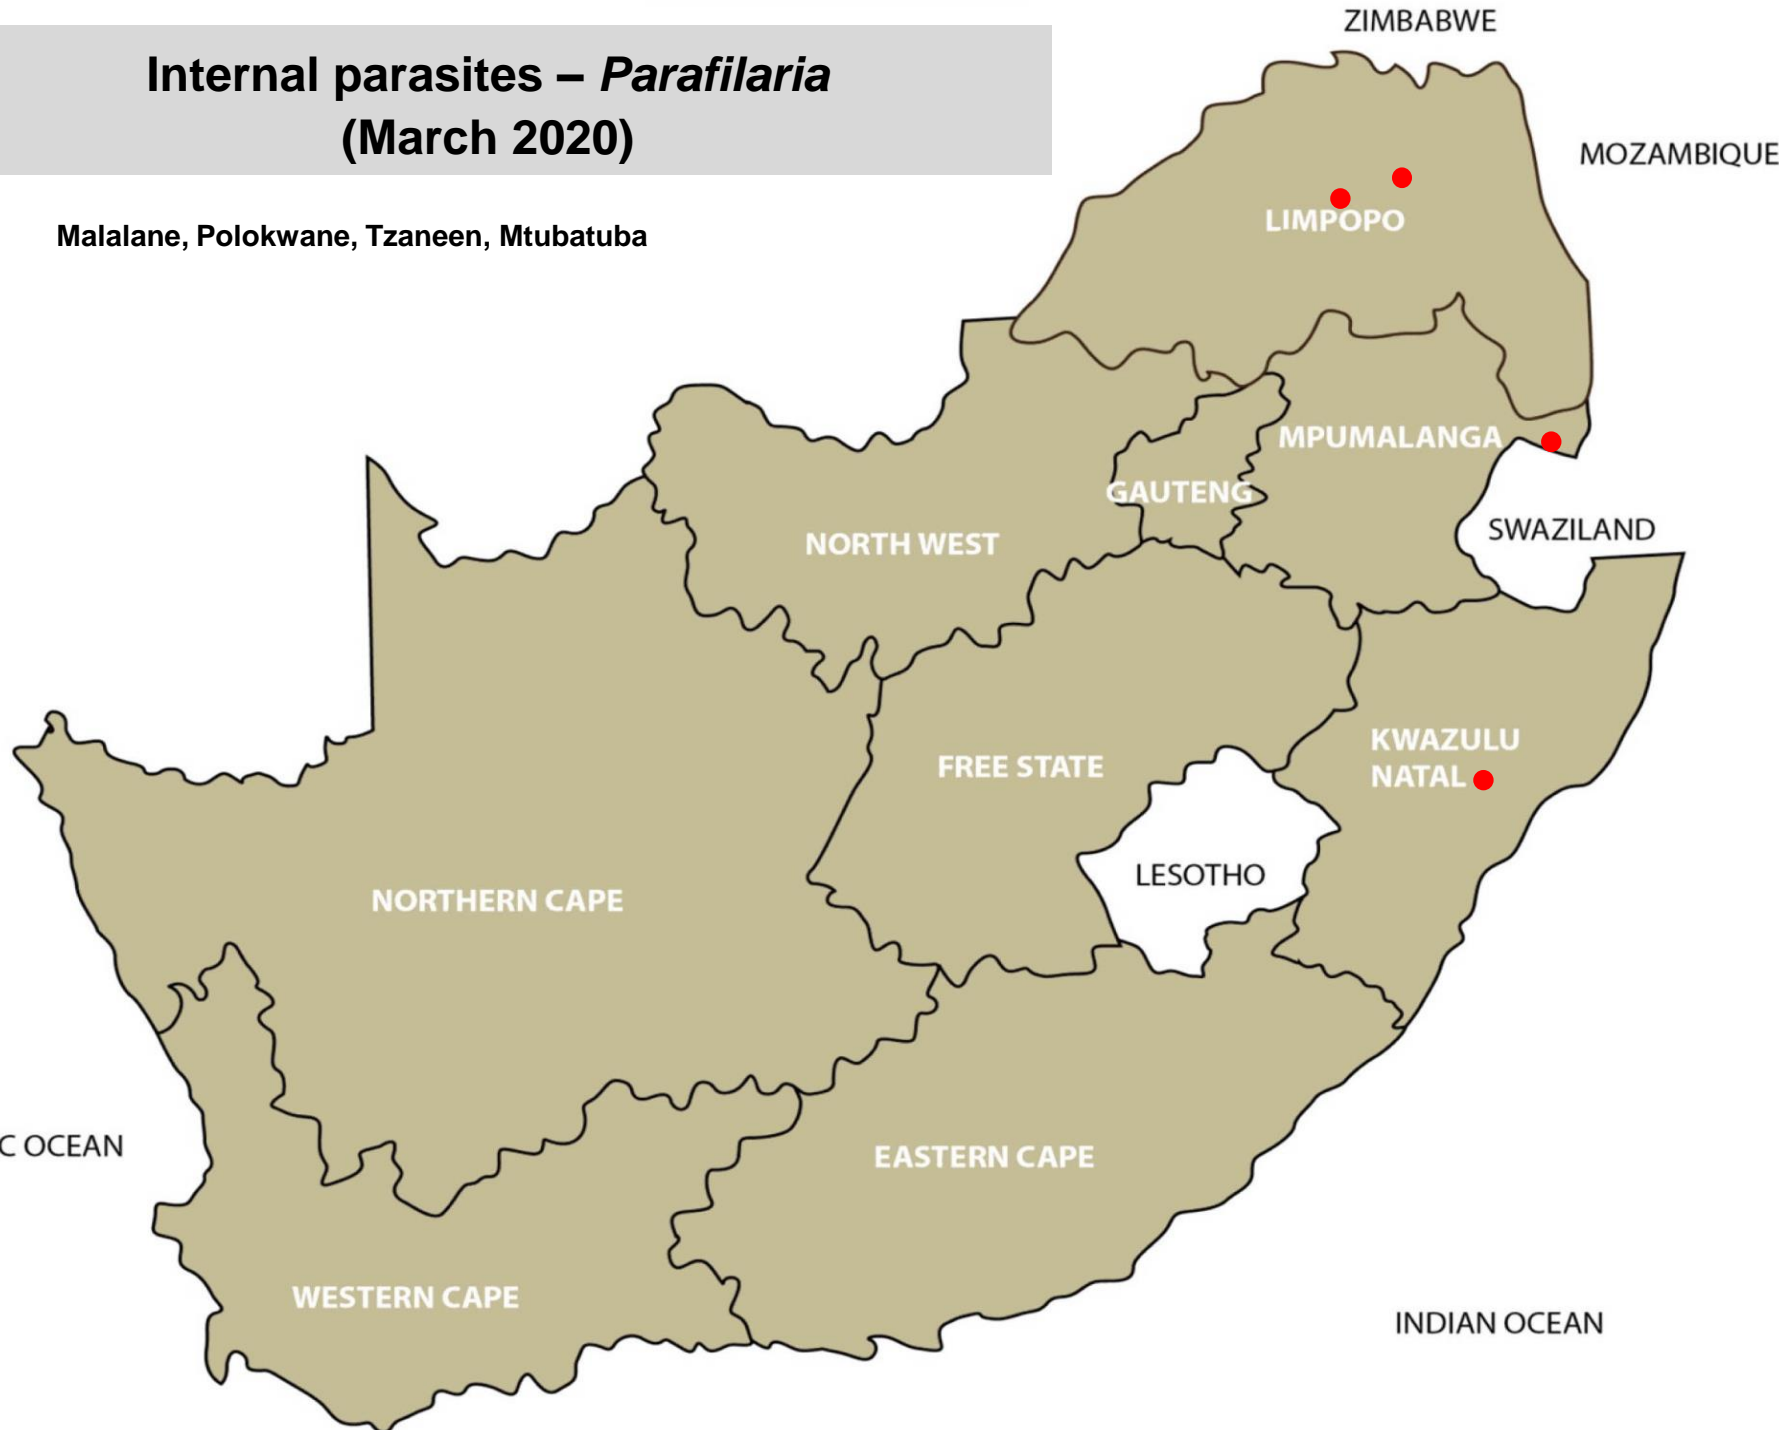 ZIMBABWE
Internal parasites – Parafilaria
(March 2020)
MOZAMBIQUE
Malalane, Polokwane, Tzaneen, Mtubatuba
LIMPOPO
MPUMALANGA
GAUTENG
SWAZILAND
NORTH WEST
KWAZULU
NATAL
FREE STATE
LESOTHO
NORTHERN CAPE
C OCEAN
EASTERN CAPE
WESTERN CAPE
INDIAN OCEAN